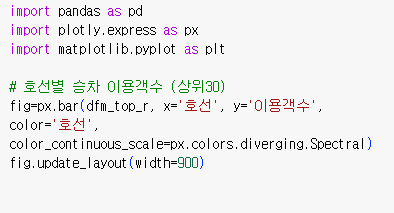 import pandas as pd
import plotly.express as px
import matplotlib.pyplot as plt
# 호선별 승차 이용객수 (상위30)
fig=px.bar(dfm_top_r, x='호선', y='이용객수',
color='호선',
color_continuous_scale=px.colors.diverging.Spectral)
fig.update_layout(width=900)